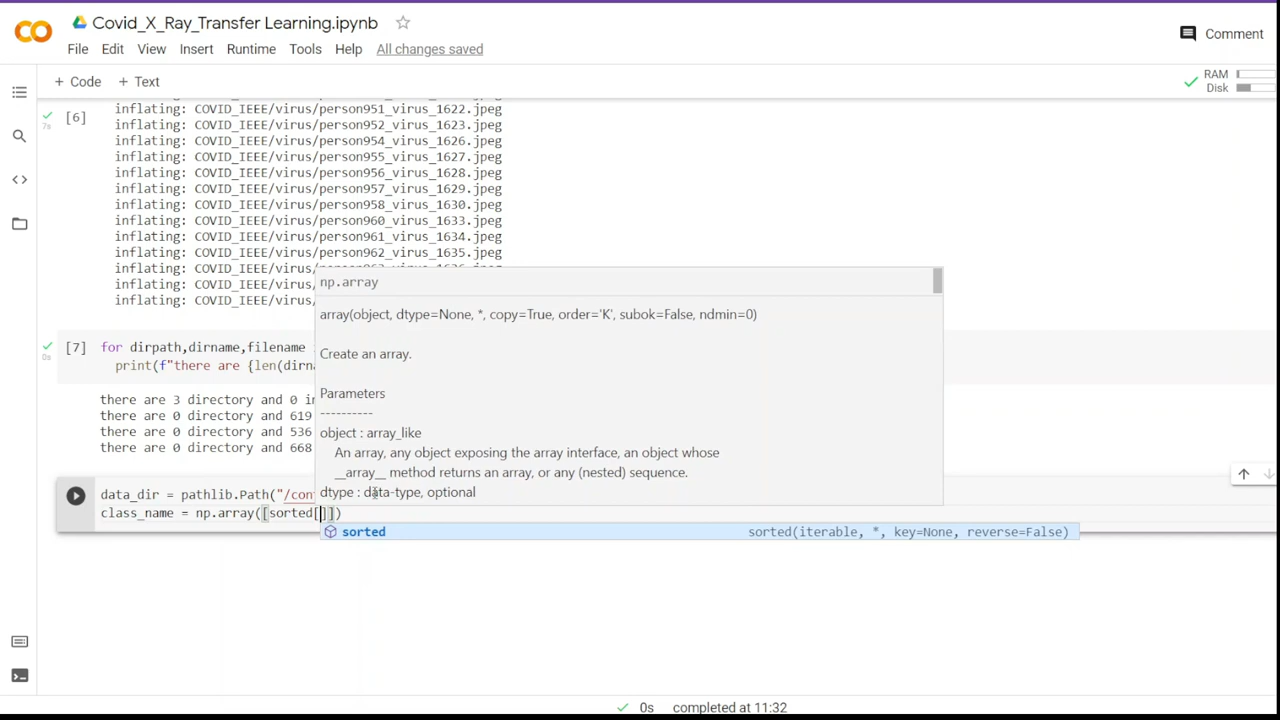 Covid_X_Ray_Transfer Learning.ipynb
Comment
File Edit View Insert Runtime Tools Help All changes saved
+ Code + Text
RAM
Disk
[6]
7s
inflating: COVID_IEEE/virus/person951_virus_1622.jpeg
inflating: COVID_IEEE/virus/person952_virus_1623.jpeg
inflating: COVID_IEEE/virus/person954_virus_1626.jpeg
inflating: COVID_IEEE/virus/person955_virus_1627.jpeg
inflating: COVID_IEEE/virus/person956_virus_1628.jpeg
inflating: COVID_IEEE/virus/person957_virus_1629.jpeg
inflating: COVID_IEEE/virus/person958_virus_1630.jpeg
inflating: COVID_IEEE/virus/person960_virus_1633.jpeg
inflating: COVID_IEEE/virus/person961_virus_1634.jpeg
inflating: COVID_IEEE/virus/person962_virus_1635.jpeg
inflating: COVID_IEEE/virus/
inflating: COVID_IEEE/virus/
inflating: COVID_IEEE/virus/
np.array
array(object, dtype=None, *, copy=True, order='K', subok=False, ndmin=0)
Create an array.
Parameters
----------
object : array_like
An array, any object exposing the array interface, an object whose
__array__ method returns an array, or any (nested) sequence.
dtype : data-type, optional
[7] for dirpath,dirname,filename
0s
print(f"there are {len(dirna
there are 3 directory and 0 i
there are 0 directory and 619
there are 0 directory and 536
there are 0 directory and 668
data_dir = pathlib.Path("/con
class_name = np.array([sorted[]])
sorted sorted(iterable, *, key=None, reverse=False)
0s completed at 11:32